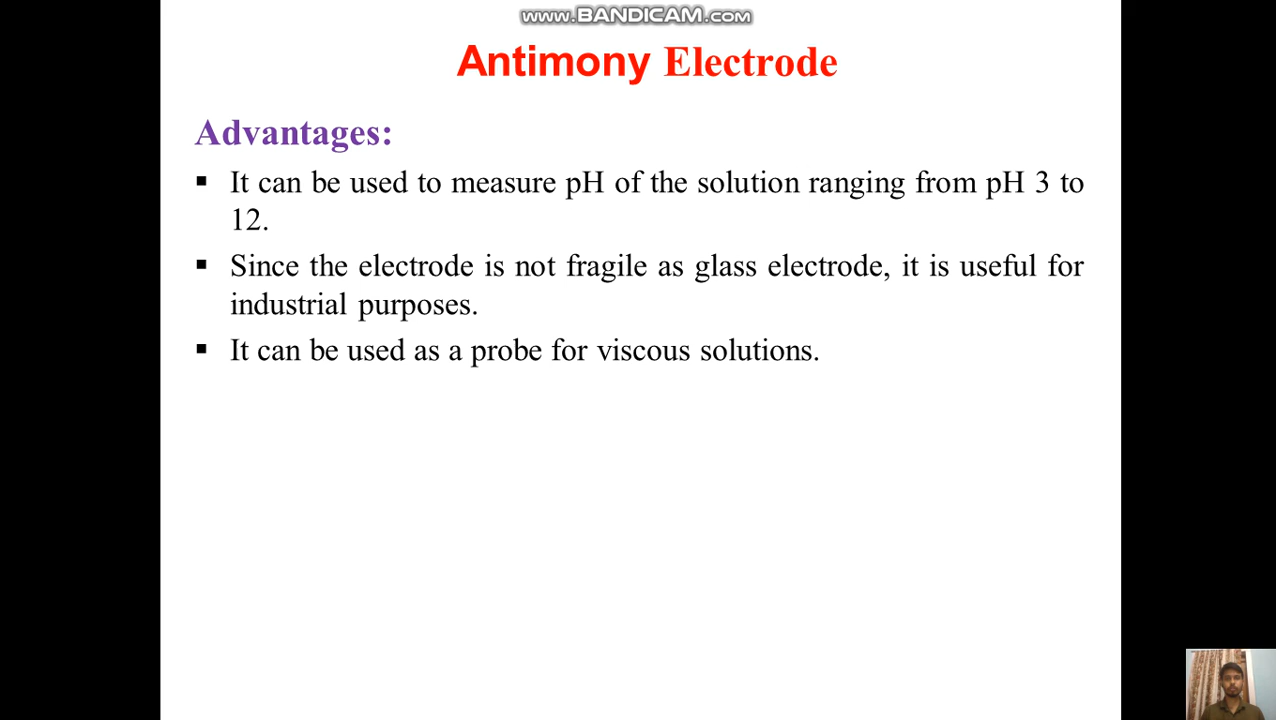 www.BANDICAM.com
Antimony Electrode
Advantages:
▪ It can be used to measure pH of the solution ranging from pH 3 to
12.
▪ Since the electrode is not fragile as glass electrode, it is useful for
industrial purposes.
▪ It can be used as a probe for viscous solutions.